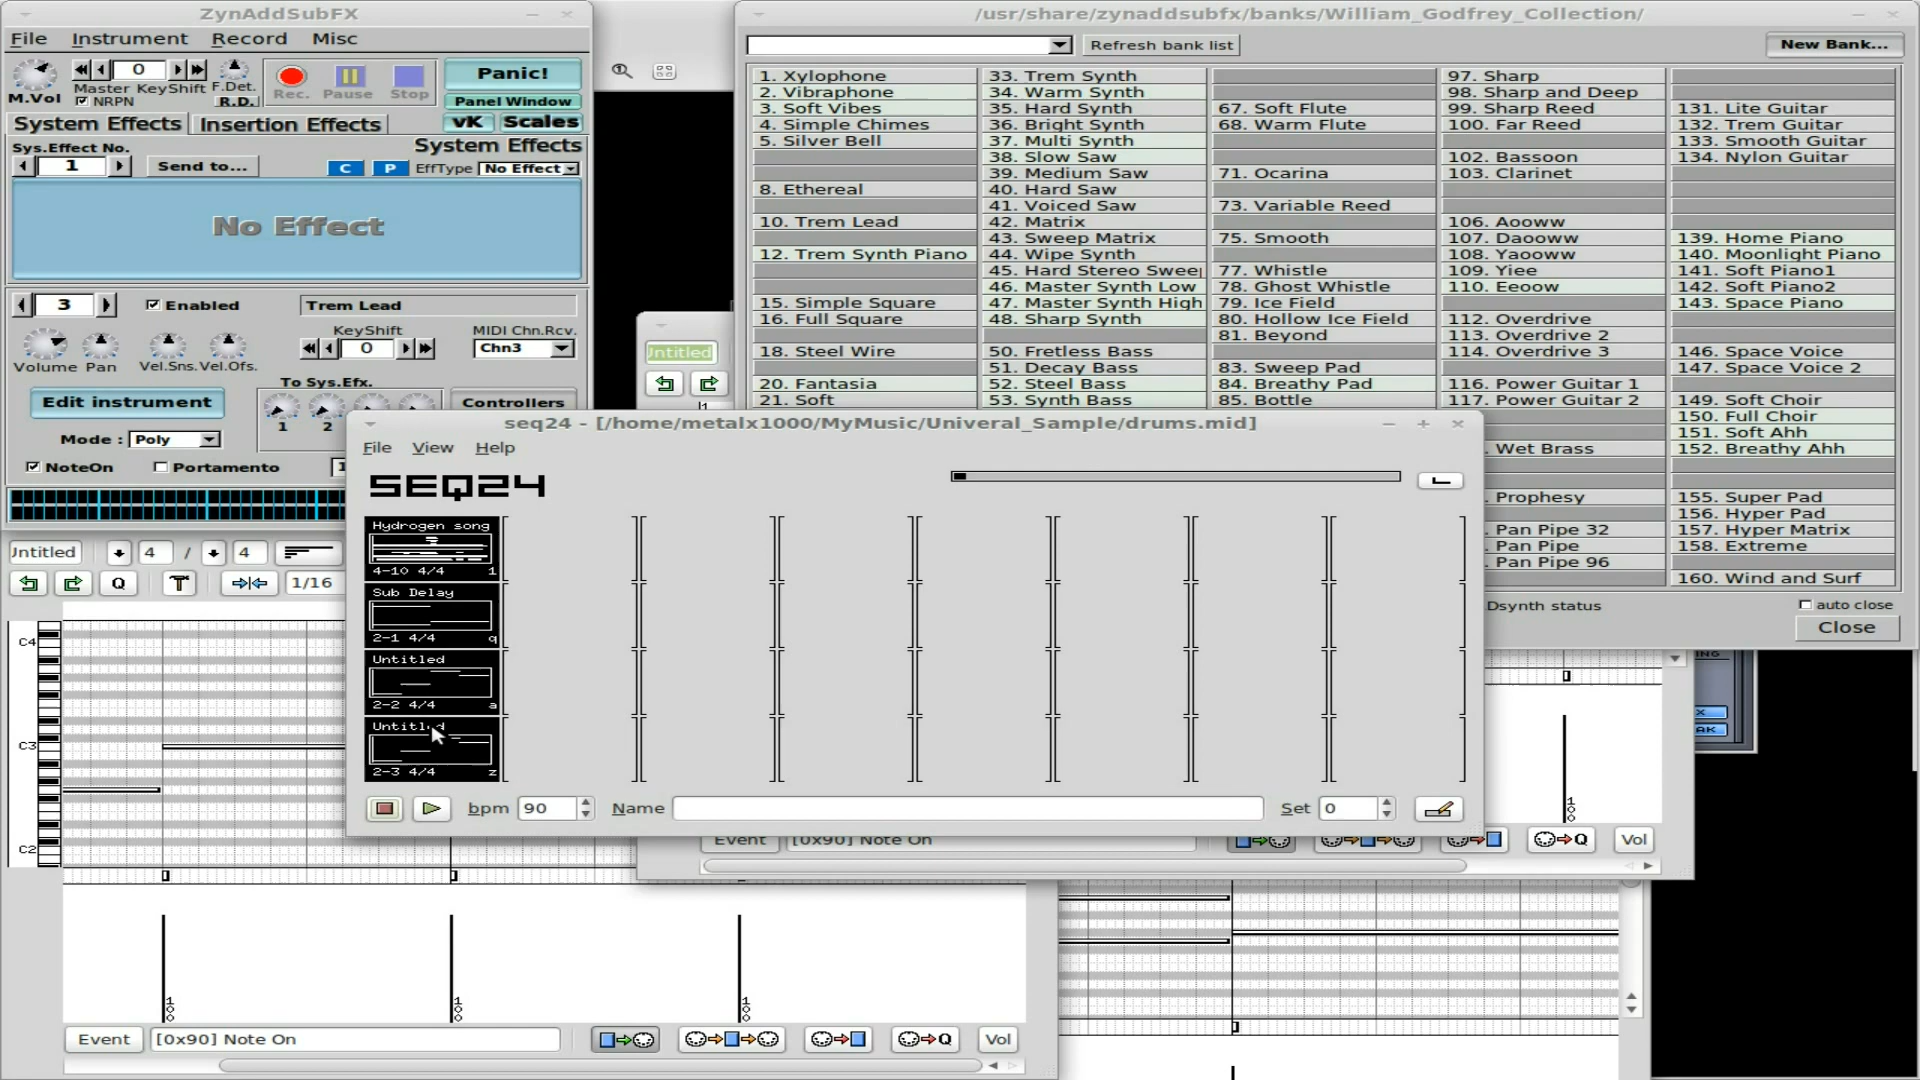 ZynAddSubFX
File Instrument Record Misc
0
Master KeyShift F.Det.
M.Vol NRPN R.D.
Rec. Pause Stop
Panic!
Panel Window
vK Scales
System Effects Insertion Effects
Sys.Effect No. System Effects
1 Send to... C P EffType No Effect
No Effect
3 Enabled Trem Lead
KeyShift MIDI Chn.Rcv.
0 Chn3
Volume Pan Vel.Sns. Vel.Ofs.
To Sys.Efx.
Edit instrument Controllers
1 2
Mode : Poly
NoteOn Portamento
/usr/share/zynaddsubfx/banks/William_Godfrey_Collection/
Refresh bank list New Bank...
1. Xylophone
2. Vibraphone
3. Soft Vibes
4. Simple Chimes
5. Silver Bell
8. Ethereal
10. Trem Lead
12. Trem Synth Piano
15. Simple Square
16. Full Square
18. Steel Wire
20. Fantasia
21. Soft
33. Trem Synth
34. Warm Synth
35. Hard Synth
36. Bright Synth
37. Multi Synth
38. Slow Saw
39. Medium Saw
40. Hard Saw
41. Voiced Saw
42. Matrix
43. Sweep Matrix
44. Wipe Synth
45. Hard Stereo Sweep
46. Master Synth Low
47. Master Synth High
48. Sharp Synth
50. Fretless Bass
51. Decay Bass
52. Steel Bass
53. Synth Bass
67. Soft Flute
68. Warm Flute
71. Ocarina
73. Variable Reed
75. Smooth
77. Whistle
78. Ghost Whistle
79. Ice Field
80. Hollow Ice Field
81. Beyond
83. Sweep Pad
84. Breathy Pad
85. Bottle
97. Sharp
98. Sharp and Deep
99. Sharp Reed
100. Far Reed
102. Bassoon
103. Clarinet
106. Aooww
107. Daooww
108. Yaooww
109. Yiee
110. Eeoow
112. Overdrive
113. Overdrive 2
114. Overdrive 3
116. Power Guitar 1
117. Power Guitar 2
. Wet Brass
. Prophesy
. Pan Pipe 32
. Pan Pipe
. Pan Pipe 96
131. Lite Guitar
132. Trem Guitar
133. Smooth Guitar
134. Nylon Guitar
139. Home Piano
140. Moonlight Piano
141. Soft Piano1
142. Soft Piano2
143. Space Piano
146. Space Voice
147. Space Voice 2
149. Soft Choir
150. Full Choir
151. Soft Ahh
152. Breathy Ahh
155. Super Pad
156. Hyper Pad
157. Hyper Matrix
158. Extreme
160. Wind and Surf
Dsynth status auto close
Close
Untitled
seq24 - [/home/metalx1000/MyMusic/Univeral_Sample/drums.mid]
File View Help
SEQ24
Hydrogen song
4-10 4/4 1
Sub Delay
2-1 4/4 q
Untitled
2-2 4/4 a
Untitled
2-3 4/4 z
bpm 90 Name Set 0
Untitled 4 / 4
Q 1/16
C4
C3
C2
100 100 100
Event [0x90] Note On Q Vol
Event [0x90] Note On Q Vol
100